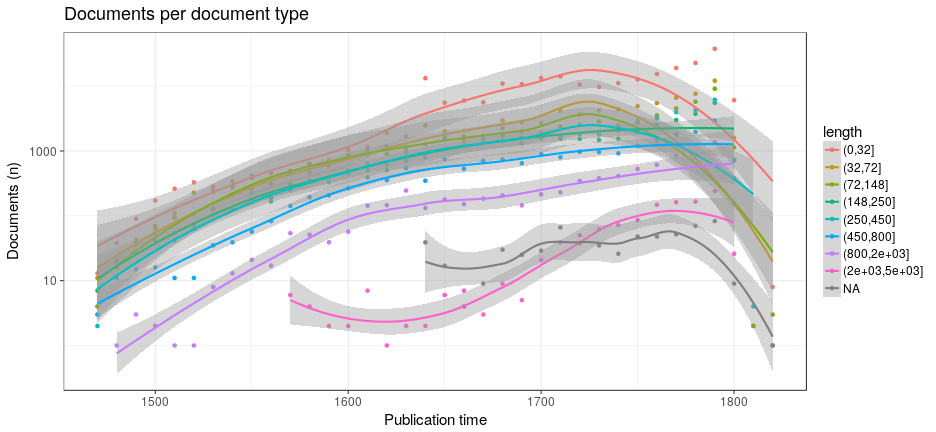 Documents per document type
Documents (n)
1000
10
1500
1600
1700
1800
Publication time
length
(0,32]
(32,72]
(72,148]
(148,250]
(250,450]
(450,800]
(800,2e+03]
(2e+03,5e+03]
NA